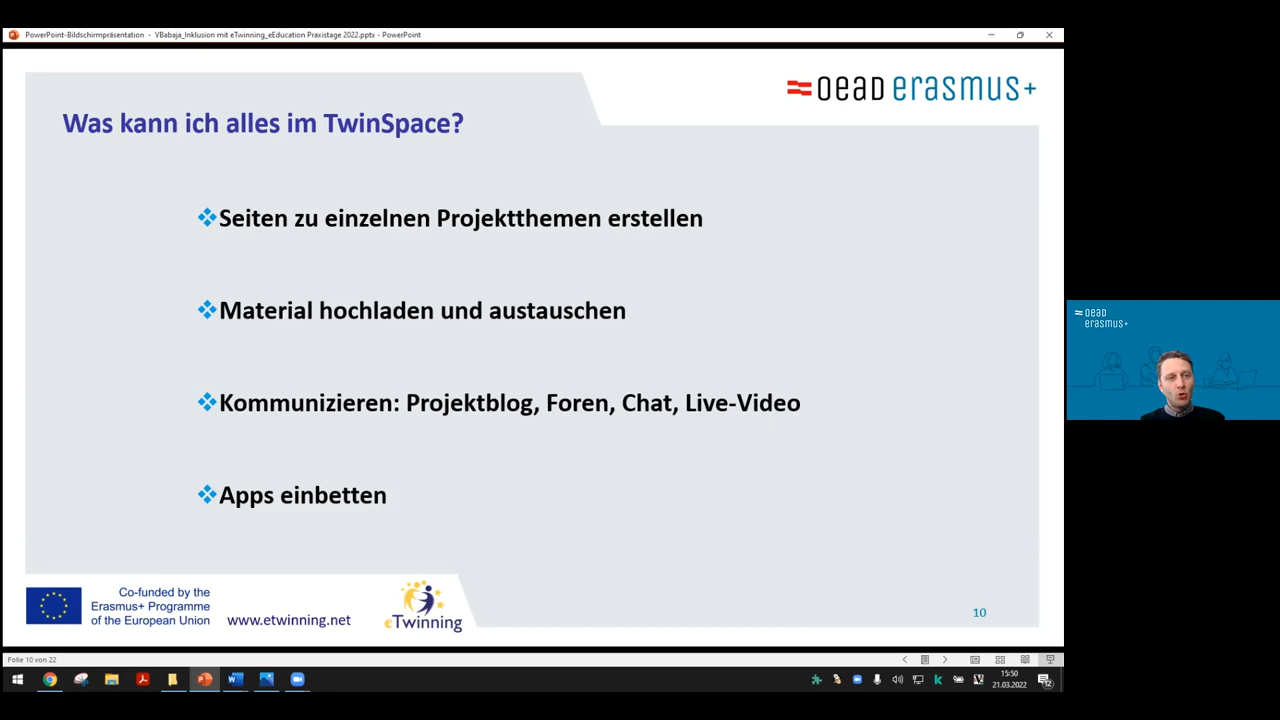 PowerPoint-Bildschirmpräsentation - VBabaja_Inklusion mit eTwinning_eEducation Praxistage 2022.pptx - PowerPoint
OEAD erasmus+
Was kann ich alles im TwinSpace?
Seiten zu einzelnen Projektthemen erstellen
Material hochladen und austauschen
Kommunizieren: Projektblog, Foren, Chat, Live-Video
Apps einbetten
Co-funded by the
Erasmus+ Programme
of the European Union
www.etwinning.net
eTwinning
10
Folie 10 von 22
15:50
21.03.2022
12
OEAD
erasmus+